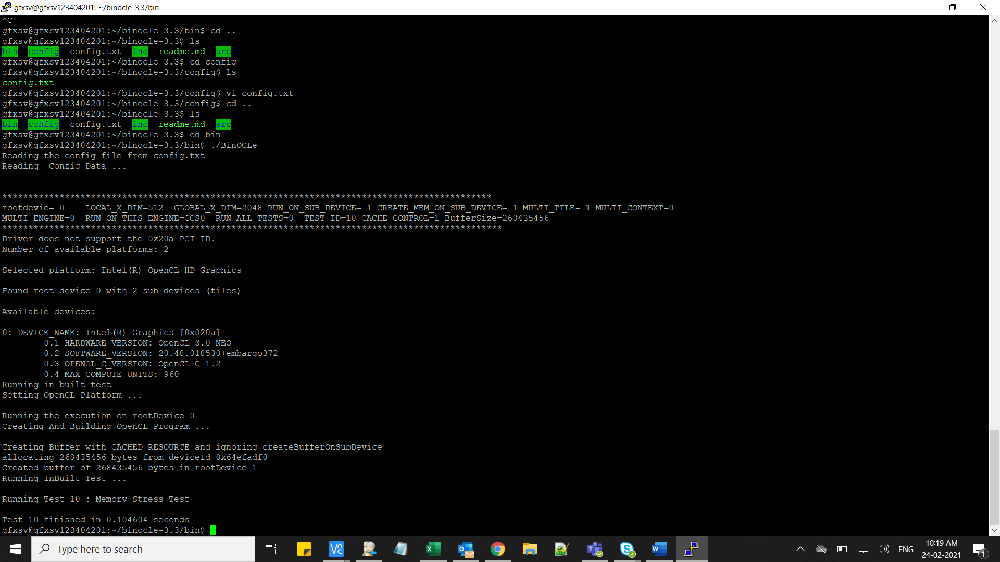 gfxsv@gfxsv123404201: ~/binocle-3.3/bin
^C
gfxsv@gfxsv123404201:~/binocle-3.3/bin$ cd ..
gfxsv@gfxsv123404201:~/binocle-3.3$ ls
bin  config  config.txt  inc  readme.md  src
gfxsv@gfxsv123404201:~/binocle-3.3$ cd config
gfxsv@gfxsv123404201:~/binocle-3.3/config$ ls
config.txt
gfxsv@gfxsv123404201:~/binocle-3.3/config$ vi config.txt
gfxsv@gfxsv123404201:~/binocle-3.3/config$ cd ..
gfxsv@gfxsv123404201:~/binocle-3.3$ ls
bin  config  config.txt  inc  readme.md  src
gfxsv@gfxsv123404201:~/binocle-3.3$ cd bin
gfxsv@gfxsv123404201:~/binocle-3.3/bin$ ./BinOCLe
Reading the config file from config.txt
Reading  Config Data ...
**********************************************************************************************
rootdevie= 0    LOCAL_X_DIM=512  GLOBAL_X_DIM=2048 RUN_ON_SUB_DEVICE=-1 CREATE_MEM_ON_SUB_DEVICE=-1 MULTI_TILE=-1 MULTI_CONTEXT=0
MULTI_ENGINE=0  RUN_ON_THIS_ENGINE=CCS0  RUN_ALL_TESTS=0  TEST_ID=10 CACHE_CONTROL=1 BufferSize=268435456
************************************************************************************************
Driver does not support the 0x20a PCI ID.
Number of available platforms: 2
Selected platform: Intel(R) OpenCL HD Graphics
Found root device 0 with 2 sub devices (tiles)
Available devices:
0: DEVICE_NAME: Intel(R) Graphics [0x020a]
0.1 HARDWARE_VERSION: OpenCL 3.0 NEO
0.2 SOFTWARE_VERSION: 20.48.018530+embargo372
0.3 OPENCL_C_VERSION: OpenCL C 1.2
0.4 MAX_COMPUTE_UNITS: 960
Running in built test
Setting OpenCL Platform ...
Running the execution on rootDevice 0
Creating And Building OpenCL Program ...
Creating Buffer with CACHED_RESOURCE and ignoring createBufferOnSubDevice
allocating 268435456 bytes from deviceId 0x64efadf0
Created buffer of 268435456 bytes in rootDevice 1
Running InBuilt Test ...
Running Test 10 : Memory Stress Test
Test 10 finished in 0.104604 seconds
gfxsv@gfxsv123404201:~/binocle-3.3/bin$
Type here to search
ENG
10:19 AM
24-02-2021
1